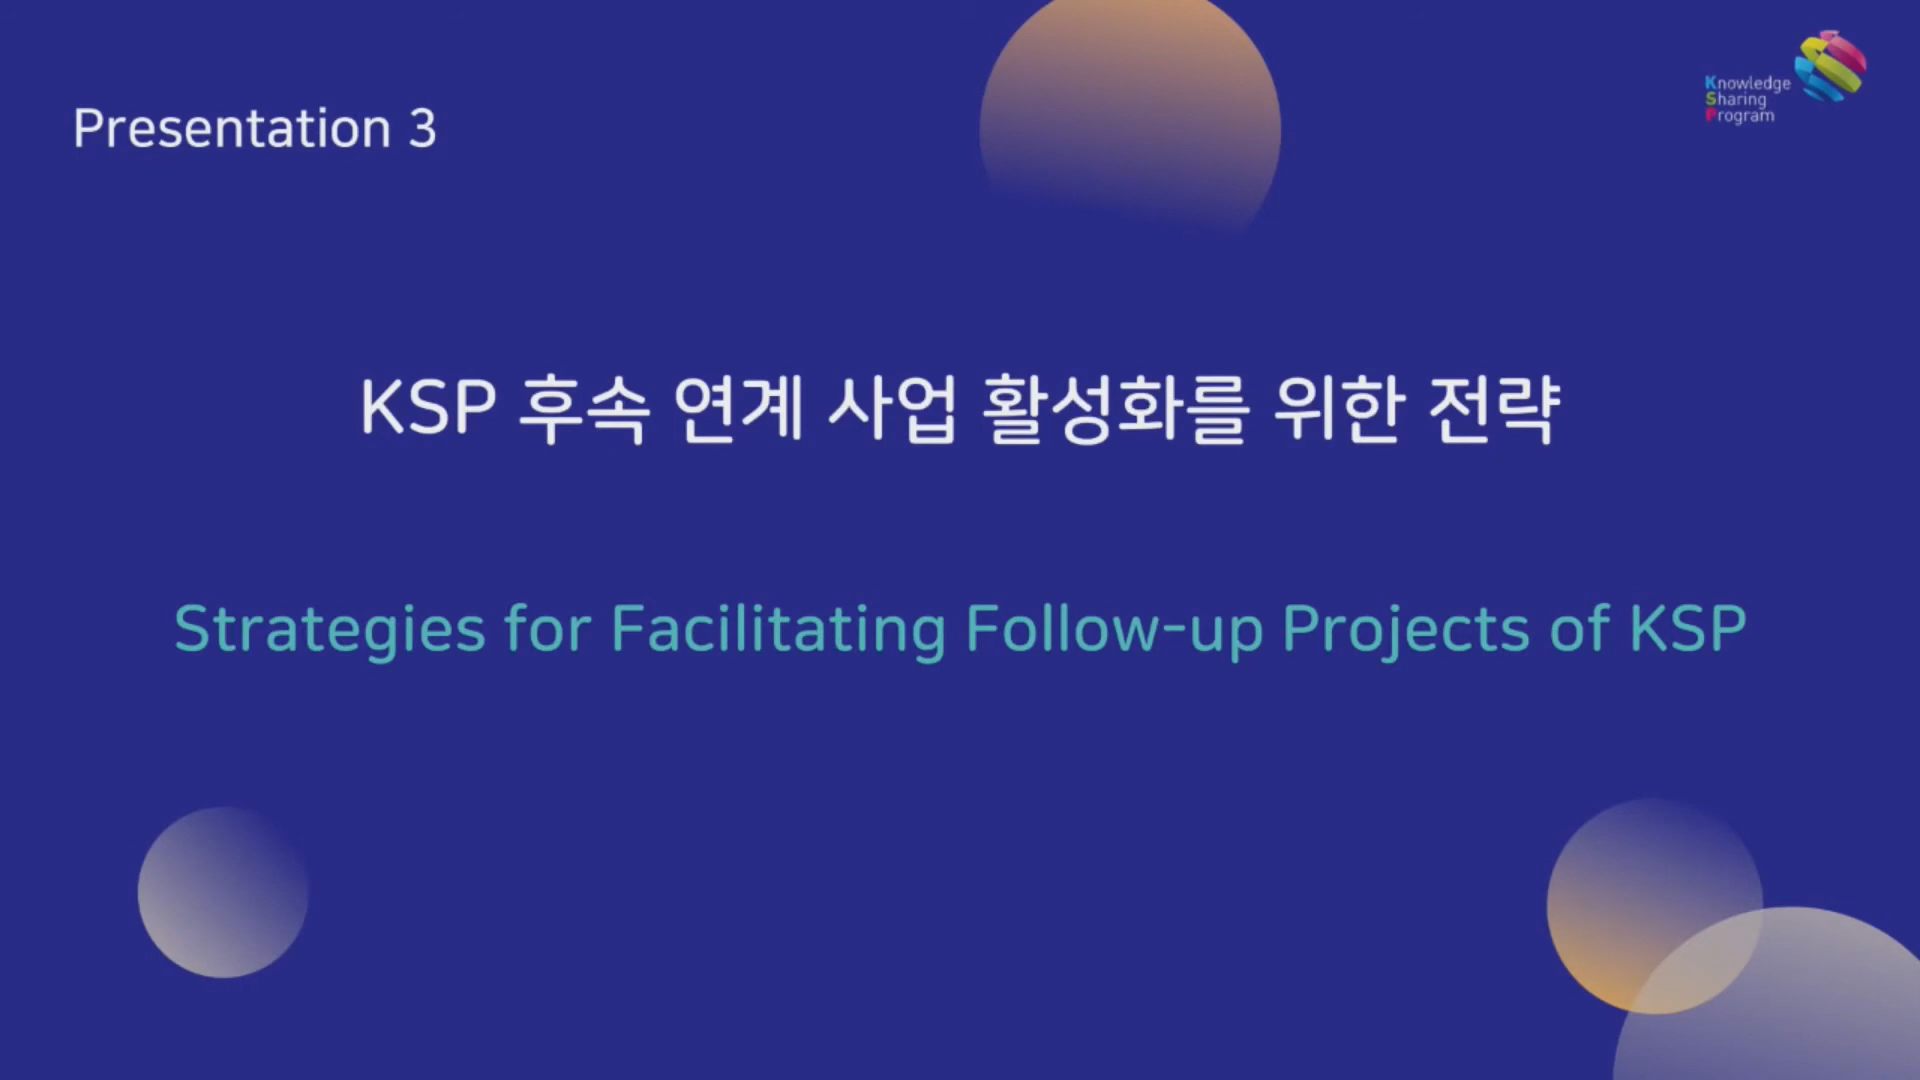 Presentation 3
Knowledge
Sharing
Program
KSP 후속 연계 사업 활성화를 위한 전략
Strategies for Facilitating Follow-up Projects of KSP